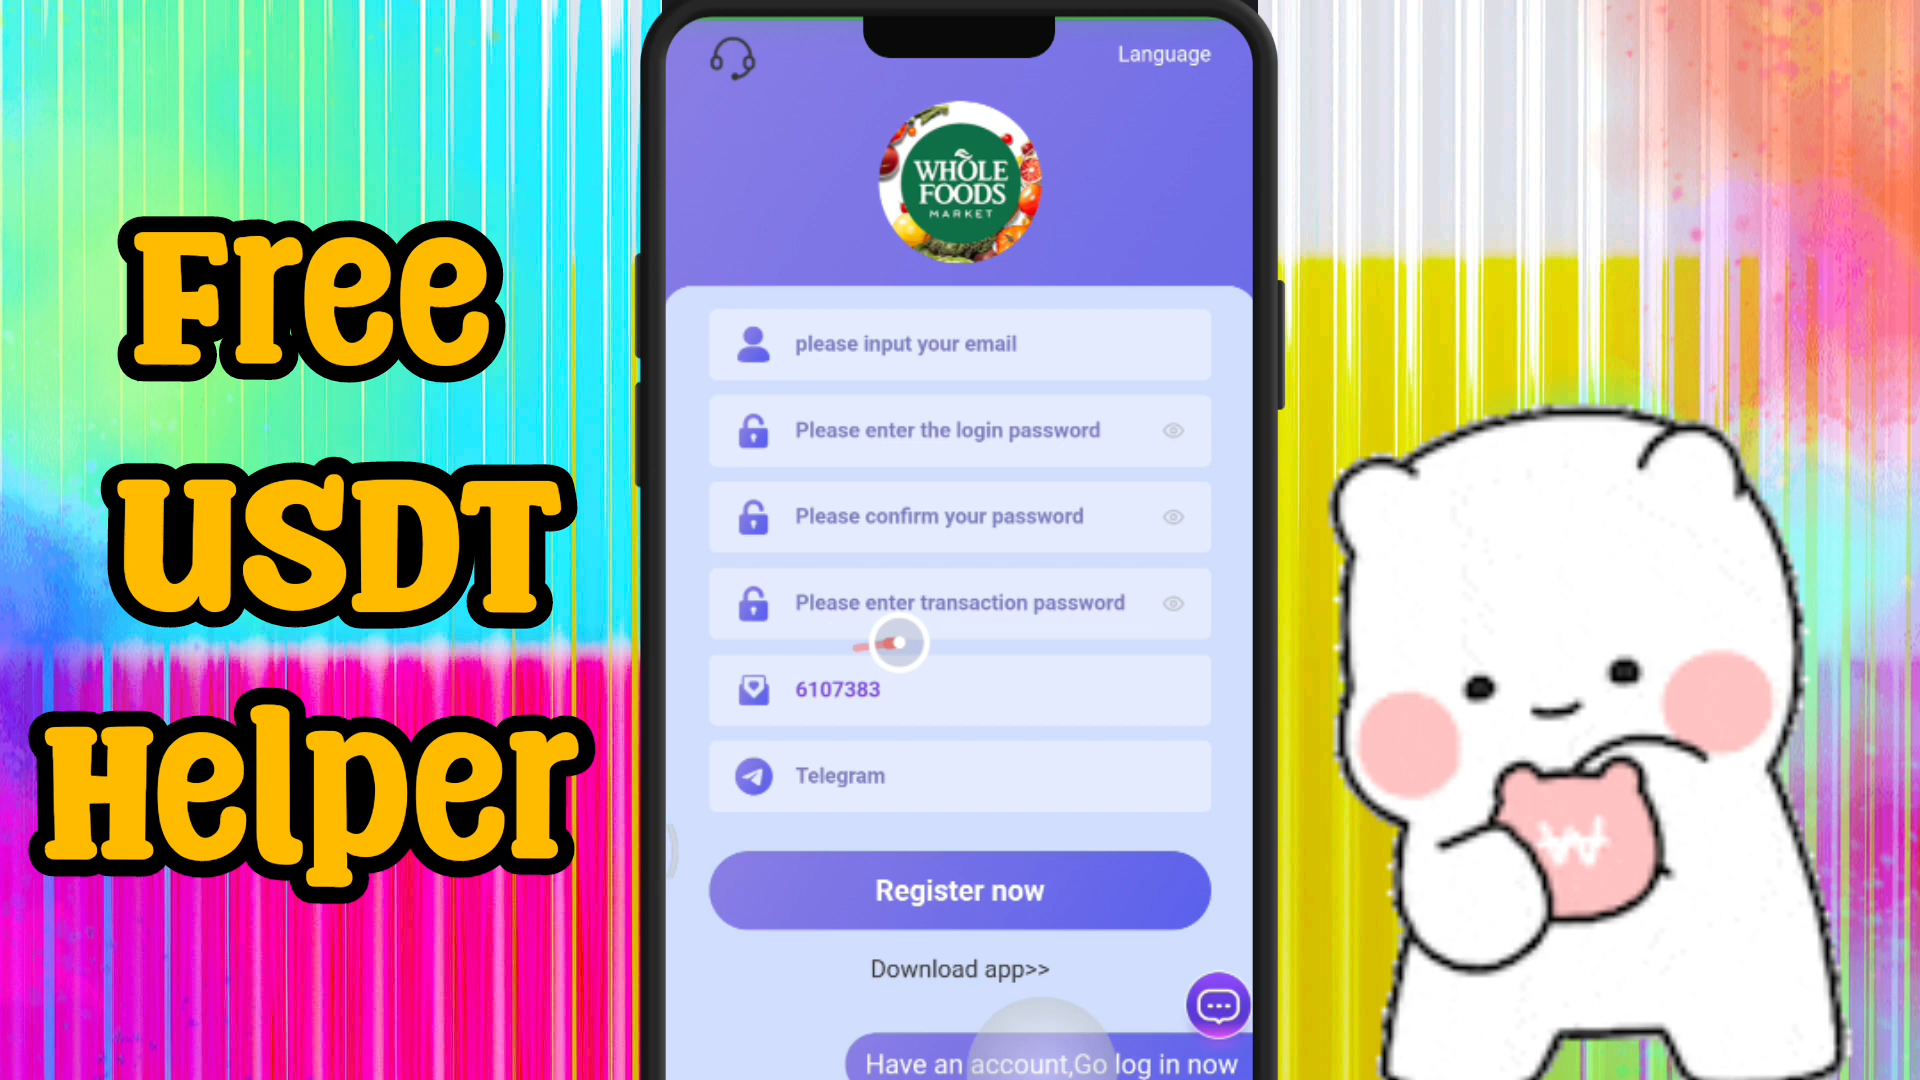 Free
USDT
Helper
Language
WHOLE
FOODS
MARKET
please input your email
Please enter the login password
Please confirm your password
Please enter transaction password
6107383
Telegram
Register now
Download app>>
Have an account,Go log in now
₩